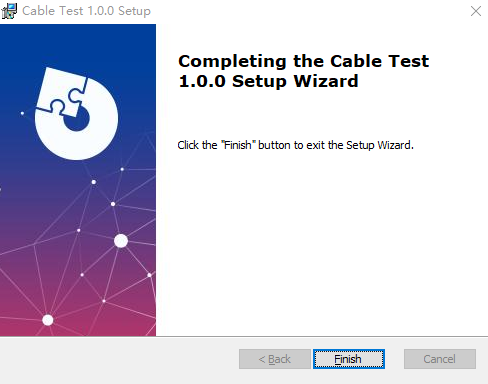 Cable Test 1.0.0 Setup
Completing the Cable Test
1.0.0 Setup Wizard
Click the "Finish" button to exit the Setup Wizard.
< Back
Finish
Cancel